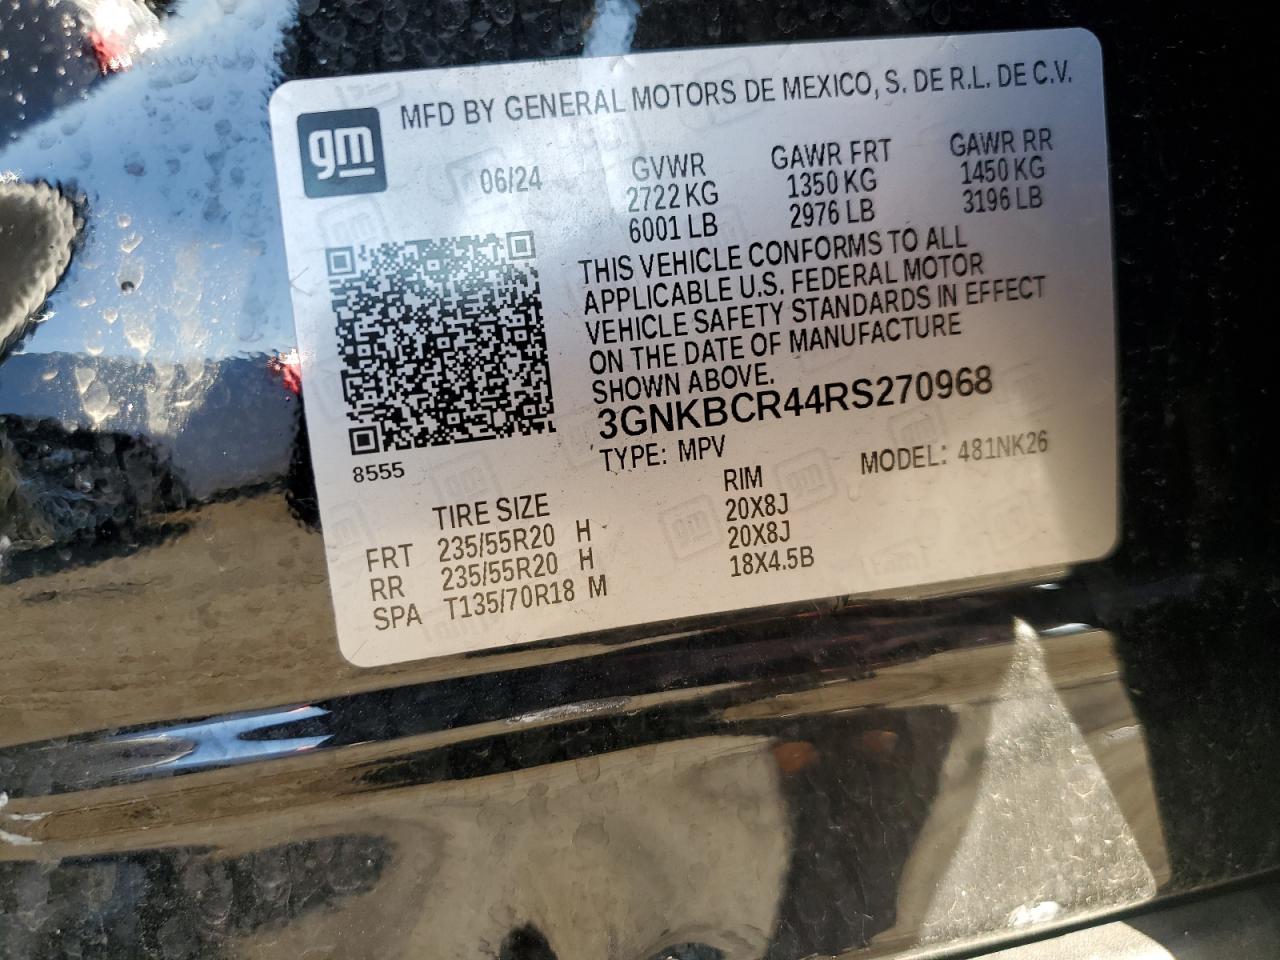 gm
MFD BY GENERAL MOTORS DE MEXICO, S. DE R.L. DE C.V.
06/24
GVWR
2722 KG
6001 LB
GAWR FRT
1350 KG
2976 LB
GAWR RR
1450 KG
3196 LB
THIS VEHICLE CONFORMS TO ALL
APPLICABLE U.S. FEDERAL MOTOR
VEHICLE SAFETY STANDARDS IN EFFECT
ON THE DATE OF MANUFACTURE
SHOWN ABOVE.
3GNKBCR44RS270968
TYPE: MPV
MODEL: 481NK26
8555
TIRE SIZE RIM
FRT 235/55R20 H 20X8J
RR 235/55R20 H 20X8J
SPA T135/70R18 M 18X4.5B